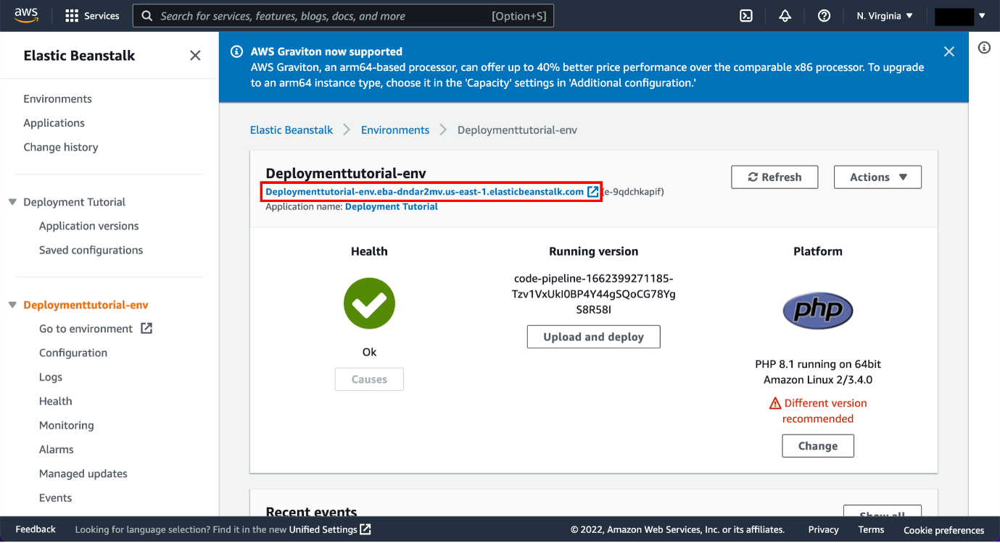 aws
Services
Search for services, features, blogs, docs, and more
[Option+S]
N. Virginia
Elastic Beanstalk
Environments
Applications
Change history
Deployment Tutorial
Application versions
Saved configurations
Deploymenttutorial-env
Go to environment
Configuration
Logs
Health
Monitoring
Alarms
Managed updates
Events
AWS Graviton now supported
AWS Graviton, an arm64-based processor, can offer up to 40% better price performance over the comparable x86 processor. To upgrade
to an arm64 instance type, choose it in the 'Capacity' settings in 'Additional configuration.'
Elastic Beanstalk
Environments
Deploymenttutorial-env
Deploymenttutorial-env
Deploymenttutorial-env.eba-dndar2mv.us-east-1.elasticbeanstalk.com (e-9qdchkapif)
Application name: Deployment Tutorial
Refresh
Actions
Health
Ok
Causes
Running version
code-pipeline-1662399271185-
Tzv1VxUkI0BP4Y44gSQoCG78Yg
S8R58I
Upload and deploy
Platform
php
PHP 8.1 running on 64bit
Amazon Linux 2/3.4.0
Different version
recommended
Change
Recent events
Show all
Feedback
Looking for language selection? Find it in the new Unified Settings
© 2022, Amazon Web Services, Inc. or its affiliates.
Privacy
Terms
Cookie preferences